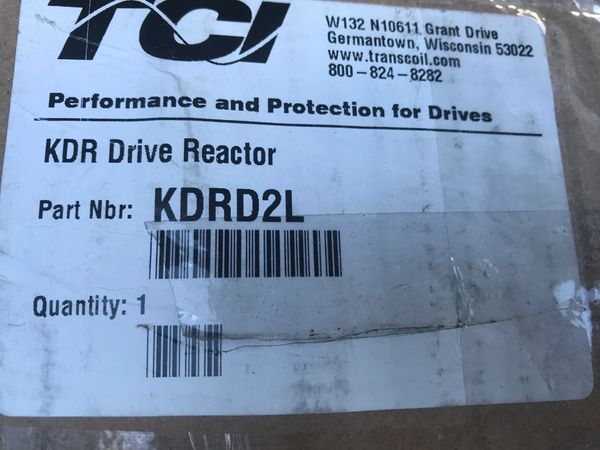 TCI
W132 N10611 Grant Drive
Germantown, Wisconsin 53022
www.transcoil.com
800-824-8282
Performance and Protection for Drives
KDR Drive Reactor
Part Nbr: KDRD2L
Quantity: 1